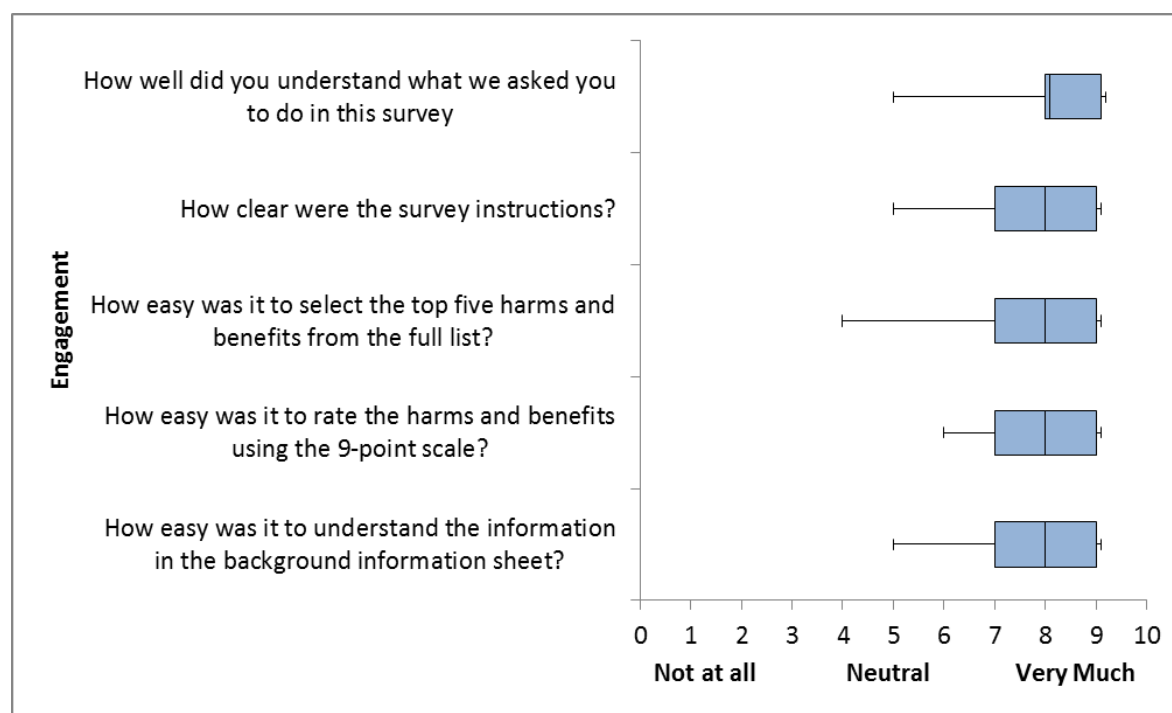 Engagement
How well did you understand what we asked you
to do in this survey
How clear were the survey instructions?
How easy was it to select the top five harms and
benefits from the full list?
How easy was it to rate the harms and benefits
using the 9-point scale?
How easy was it to understand the information
in the background information sheet?
0 1 2 3 4 5 6 7 8 9 10
Not at all Neutral Very Much